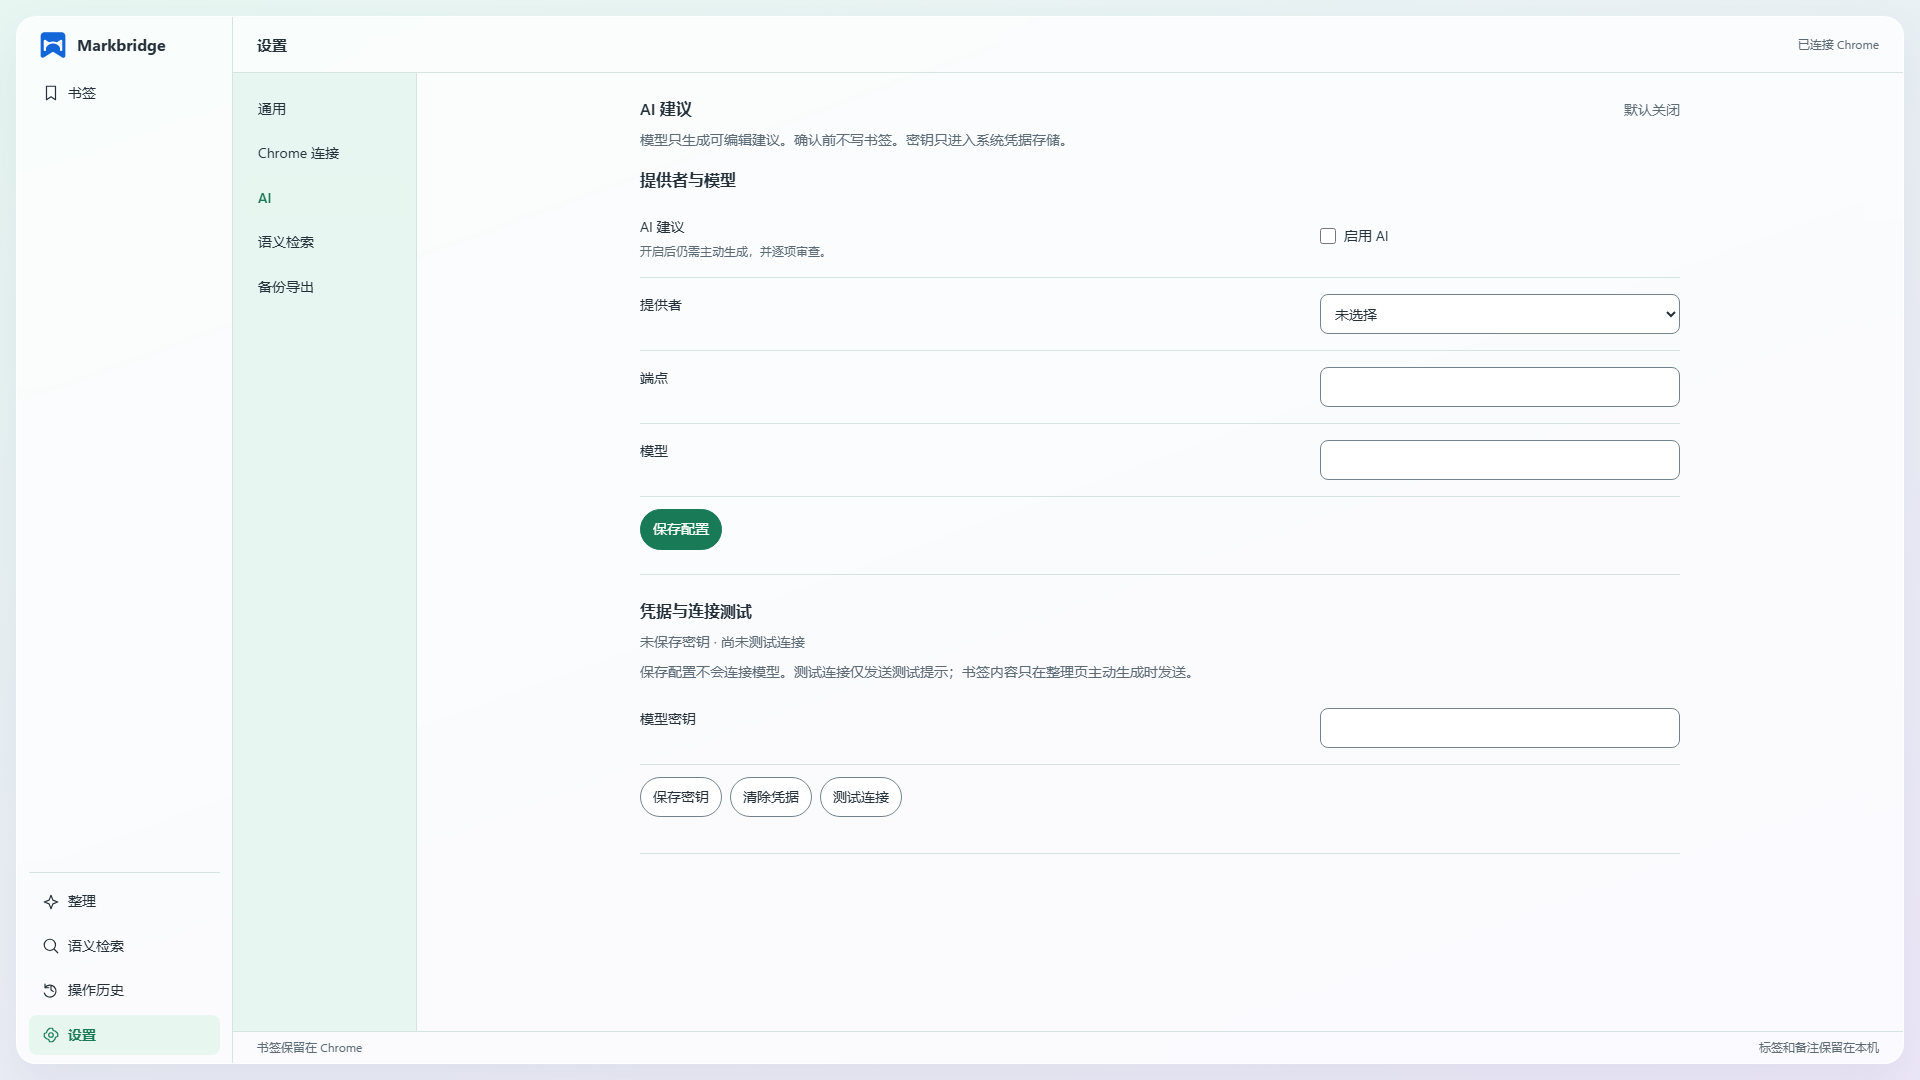 Markbridge
书签
整理
语义检索
操作历史
设置
设置
已连接 Chrome
通用
Chrome 连接
AI
语义检索
备份导出
AI 建议
默认关闭
模型只生成可编辑建议。确认前不写书签。密钥只进入系统凭据存储。
提供者与模型
AI 建议
开启后仍需主动生成，并逐项审查。
启用 AI
提供者
未选择
端点
模型
保存配置
凭据与连接测试
未保存密钥 · 尚未测试连接
保存配置不会连接模型。测试连接仅发送测试提示；书签内容只在整理页主动生成时发送。
模型密钥
保存密钥
清除凭据
测试连接
书签保留在 Chrome
标签和备注保留在本机